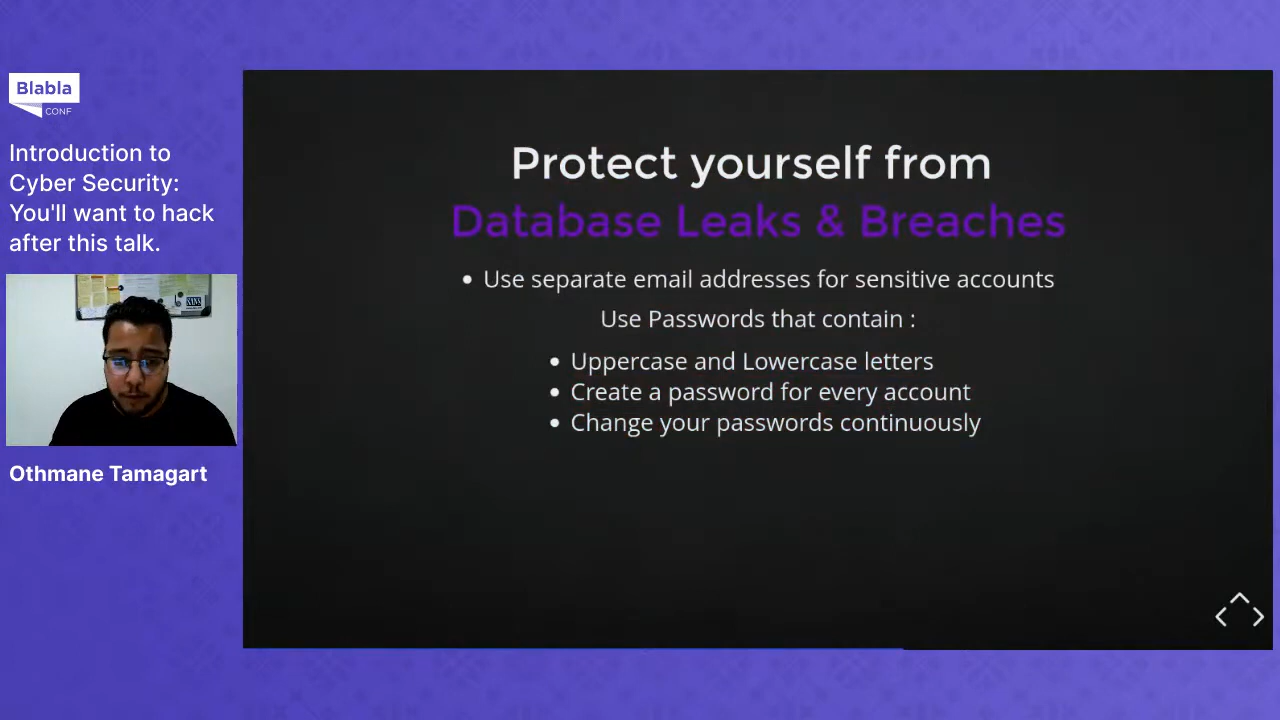 Blabla
CONF
Introduction to
Cyber Security:
You'll want to hack
after this talk.
Othmane Tamagart
Protect yourself from
Database Leaks & Breaches
Use separate email addresses for sensitive accounts
Use Passwords that contain :
Uppercase and Lowercase letters
Create a password for every account
Change your passwords continuously